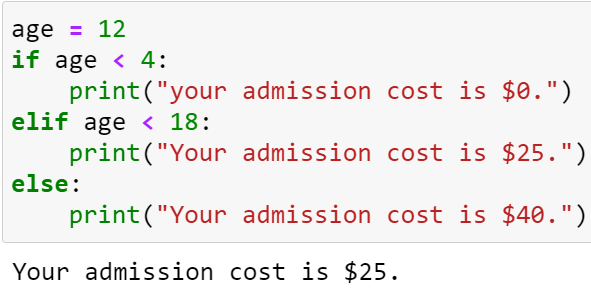 age = 12
if age < 4:
    print("your admission cost is $0.")
elif age < 18:
    print("Your admission cost is $25.")
else:
    print("Your admission cost is $40.")
Your admission cost is $25.